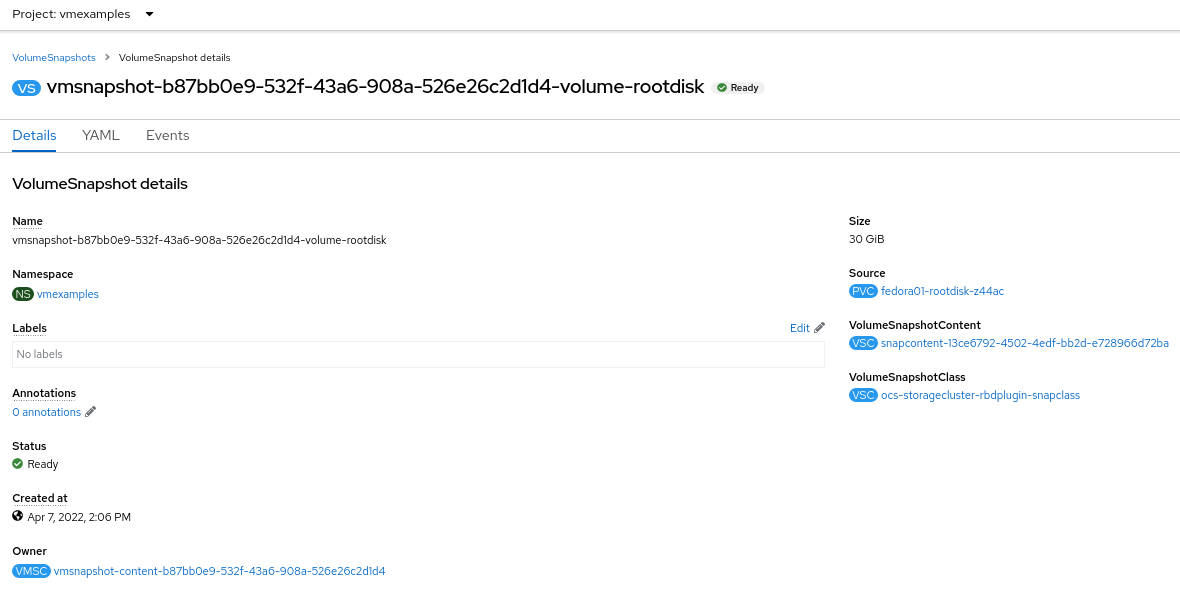 Project: vmexamples
VolumeSnapshots > VolumeSnapshot details
VS vmsnapshot-b87bb0e9-532f-43a6-908a-526e26c2d1d4-volume-rootdisk Ready
Details YAML Events
VolumeSnapshot details
Name
vmsnapshot-b87bb0e9-532f-43a6-908a-526e26c2d1d4-volume-rootdisk
Namespace
NS vmexamples
Labels Edit
No labels
Annotations
0 annotations
Status
Ready
Created at
Apr 7, 2022, 2:06 PM
Owner
VMSC vmsnapshot-content-b87bb0e9-532f-43a6-908a-526e26c2d1d4
Size
30 GiB
Source
PVC fedora01-rootdisk-z44ac
VolumeSnapshotContent
VSC snapcontent-13ce6792-4502-4edf-bb2d-e728966d72ba
VolumeSnapshotClass
VSC ocs-storagecluster-rbdplugin-snapclass